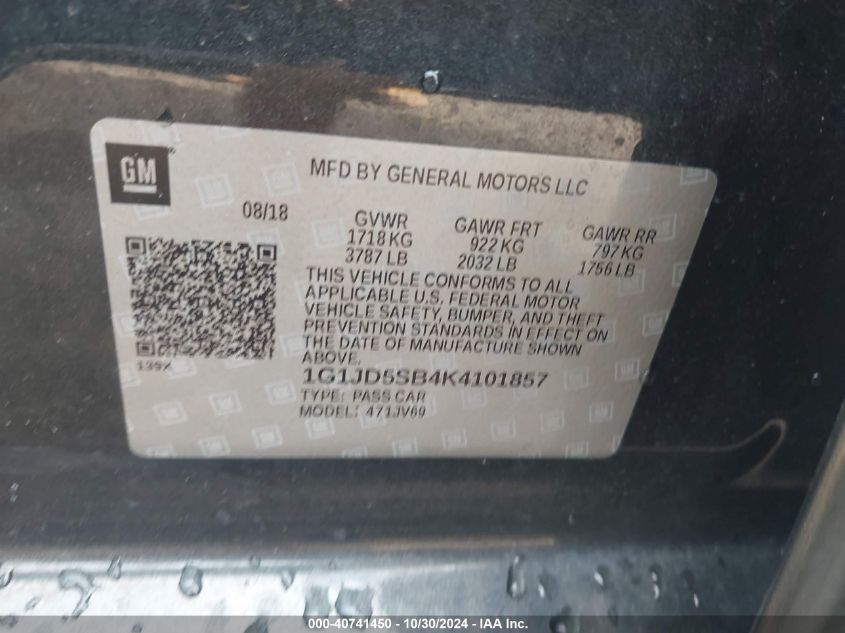 GM
MFD BY GENERAL MOTORS LLC
08/18
GVWR
1718 KG
3787 LB
GAWR FRT
922 KG
2032 LB
GAWR RR
797 KG
1756 LB
THIS VEHICLE CONFORMS TO ALL
APPLICABLE U.S. FEDERAL MOTOR
VEHICLE SAFETY, BUMPER, AND THEFT
PREVENTION STANDARDS IN EFFECT ON
THE DATE OF MANUFACTURE SHOWN
ABOVE.
139X
1G1JD5SB4K4101857
TYPE: PASS CAR
MODEL: 471JV69
000-40741450 - 10/30/2024 - IAA Inc.